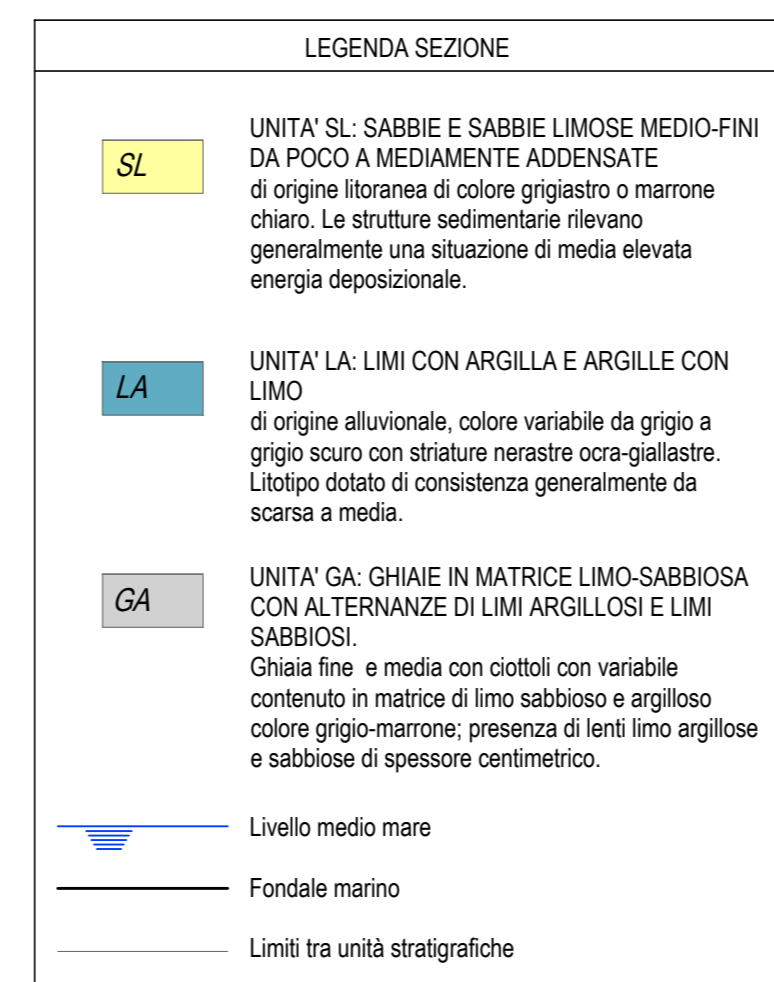 LEGENDA SEZIONE
SL
UNITA' SL: SABBIE E SABBIE LIMOSE MEDIO-FINI
DA POCO A MEDIAMENTE ADDENSATE
di origine litoranea di colore grigiastro o marrone
chiaro. Le strutture sedimentarie rilevano
generalmente una situazione di media elevata
energia deposizionale.
LA
UNITA' LA: LIMI CON ARGILLA E ARGILLE CON
LIMO
di origine alluvionale, colore variabile da grigio a
grigio scuro con striature nerastre ocra-giallastre.
Litotipo dotato di consistenza generalmente da
scarsa a media.
GA
UNITA' GA: GHIAIE IN MATRICE LIMO-SABBIOSA
CON ALTERNANZE DI LIMI ARGILLOSI E LIMI
SABBIOSI.
Ghiaia fine e media con ciottoli con variabile
contenuto in matrice di limo sabbioso e argilloso
colore grigio-marrone; presenza di lenti limo argillose
e sabbiose di spessore centimetrico.
Livello medio mare
Fondale marino
Limiti tra unità stratigrafiche